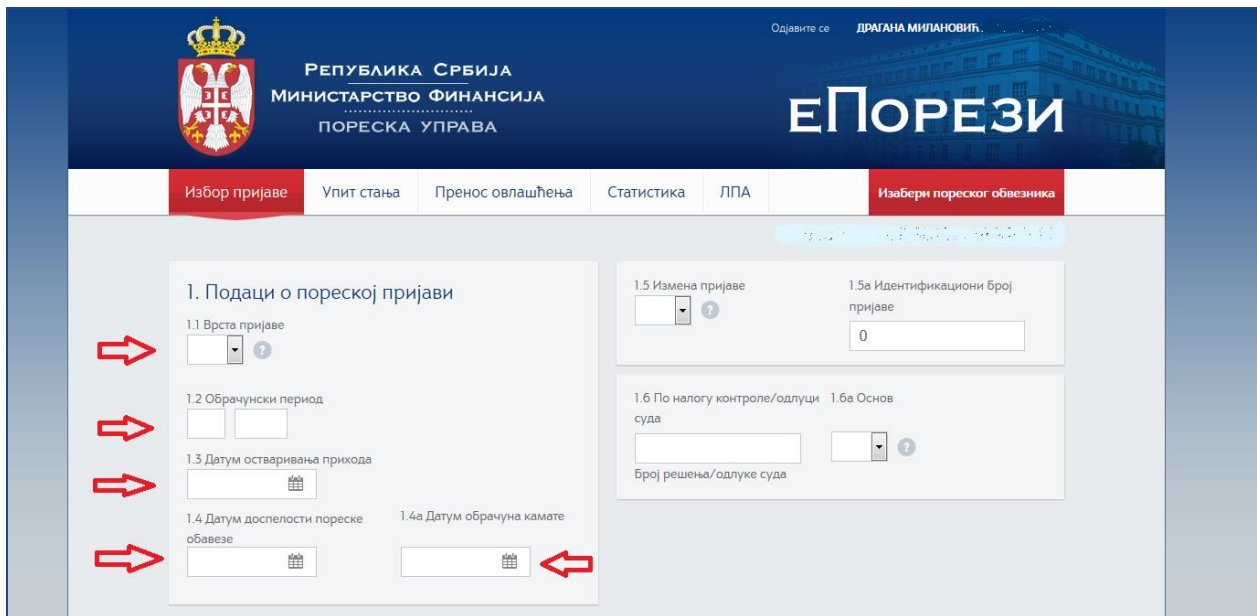 Одјавите се ДРАГАНА МИЛАНОВИЋ
РЕПУБЛИКА СРБИЈА
МИНИСТАРСТВО ФИНАНСИЈА
ПОРЕСКА УПРАВА
еПОРЕЗИ
Избор пријаве Упит стања Пренос овлашћења Статистика ЛПА Изабери пореског обвезника
1. Подаци о пореској пријави
1.1 Врста пријаве
1.2 Обрачунски период
1.3 Датум остваривања прихода
1.4 Датум доспелости пореске
обавезе
1.4а Датум обрачуна камате
1.5 Измена пријаве
1.5а Идентификациони број
пријаве
0
1.6 По налогу контроле/одлуци
суда
1.6а Основ
Број решења/одлуке суда